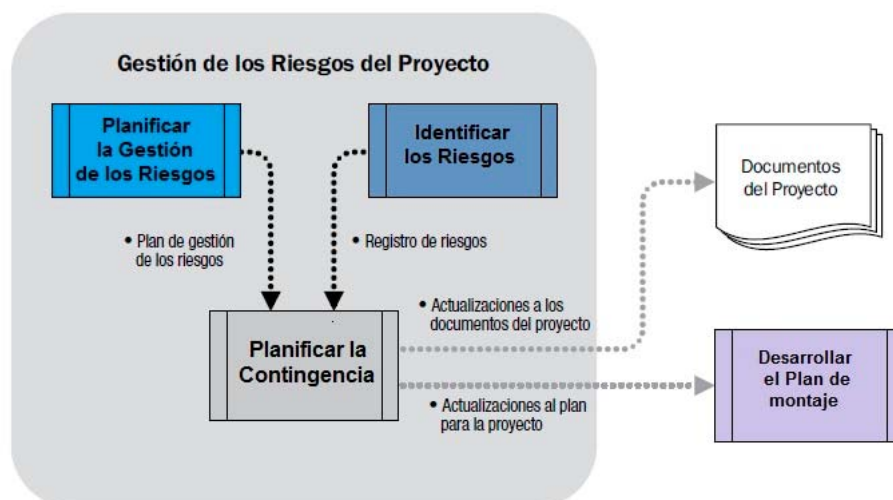 Gestión de los Riesgos del Proyecto
Planificar
la Gestión
de los Riesgos
Identificar
los Riesgos
Documentos
del Proyecto
• Plan de gestión
de los riesgos
• Registro de riesgos
• Actualizaciones a los
documentos del proyecto
Planificar la
Contingencia
Desarrollar
el Plan de
montaje
• Actualizaciones al plan
para la proyecto